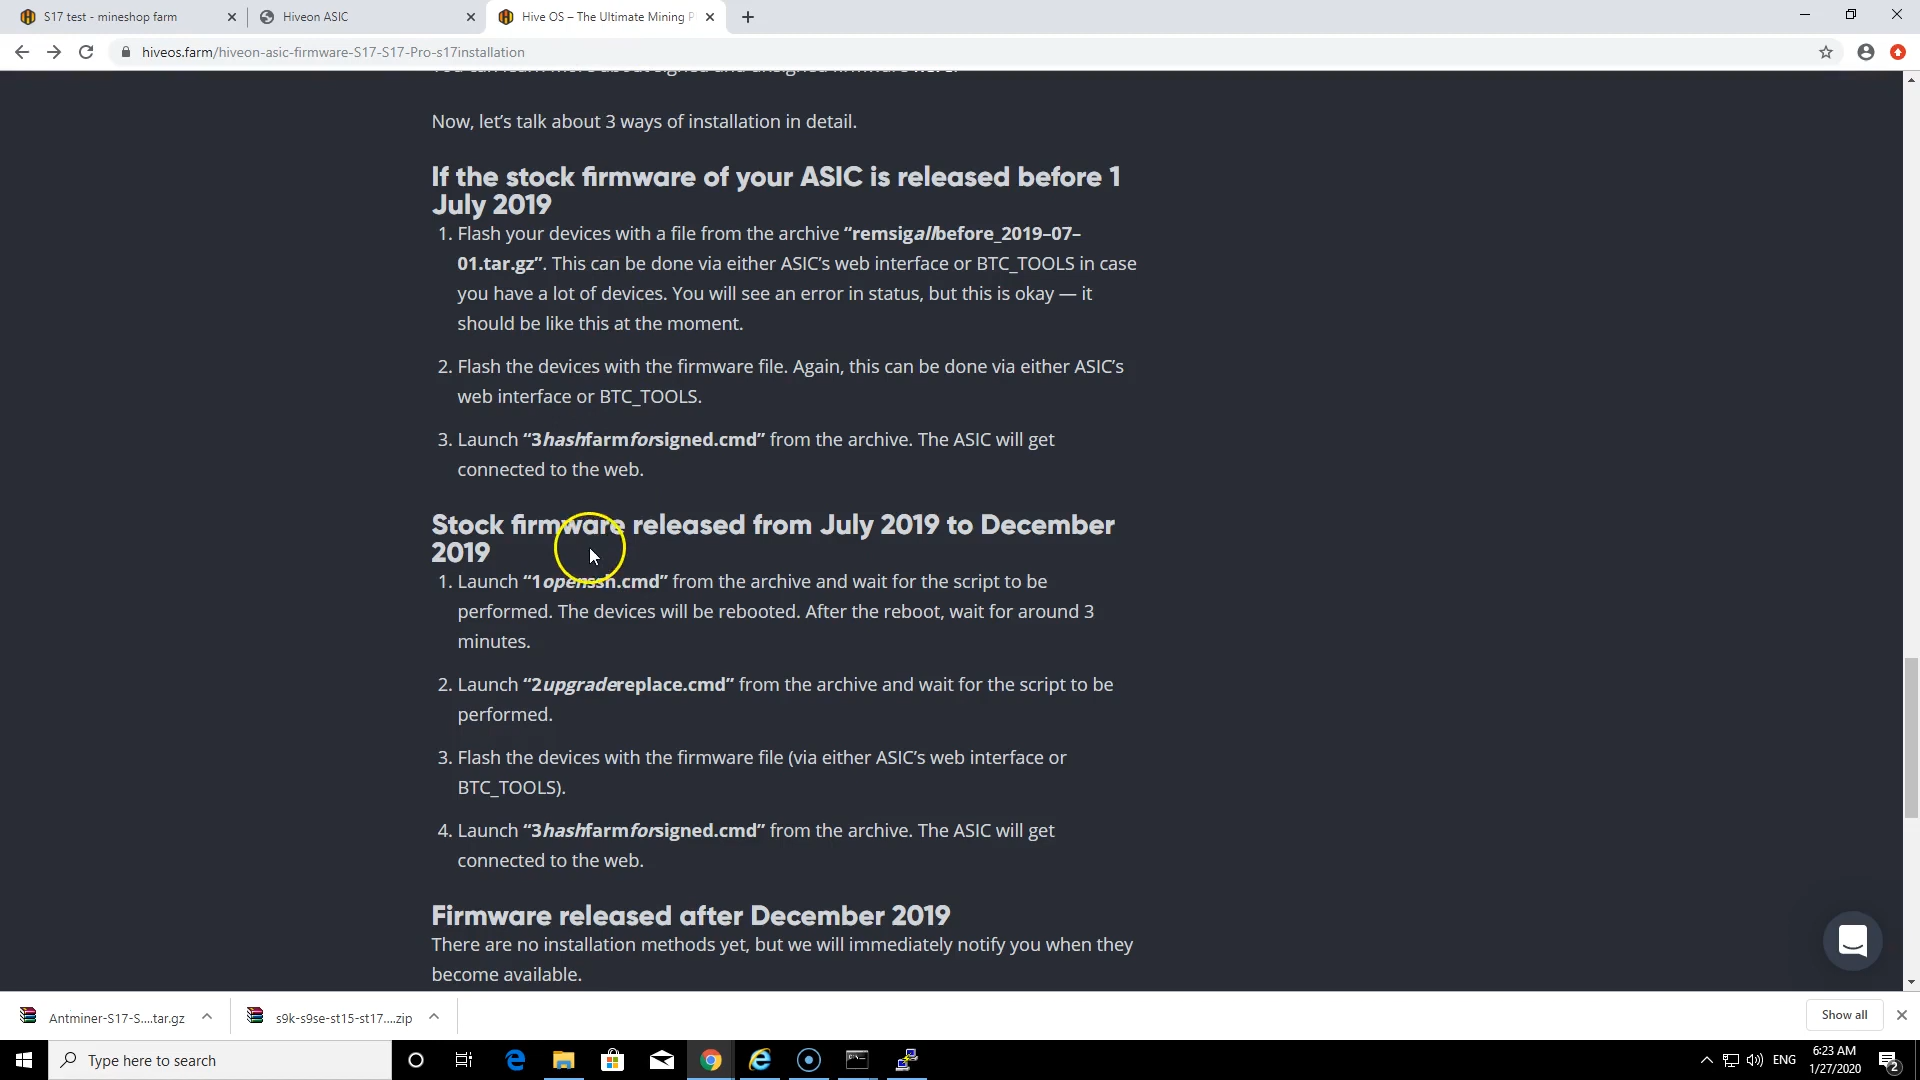 S17 test - mineshop farm
Hiveon ASIC
Hive OS – The Ultimate Mining P
hiveos.farm/hiveon-asic-firmware-S17-S17-Pro-s17installation
Now, let’s talk about 3 ways of installation in detail.
If the stock firmware of your ASIC is released before 1
July 2019
1. Flash your devices with a file from the archive “remsigallbefore_2019–07–
01.tar.gz”. This can be done via either ASIC’s web interface or BTC_TOOLS in case
you have a lot of devices. You will see an error in status, but this is okay — it
should be like this at the moment.
2. Flash the devices with the firmware file. Again, this can be done via either ASIC’s
web interface or BTC_TOOLS.
3. Launch “3hashfarmforsigned.cmd” from the archive. The ASIC will get
connected to the web.
Stock firmware released from July 2019 to December
2019
1. Launch “1openssh.cmd” from the archive and wait for the script to be
performed. The devices will be rebooted. After the reboot, wait for around 3
minutes.
2. Launch “2upgradereplace.cmd” from the archive and wait for the script to be
performed.
3. Flash the devices with the firmware file (via either ASIC’s web interface or
BTC_TOOLS).
4. Launch “3hashfarmforsigned.cmd” from the archive. The ASIC will get
connected to the web.
Firmware released after December 2019
There are no installation methods yet, but we will immediately notify you when they
become available.
Antminer-S17-S....tar.gz
s9k-s9se-st15-st17....zip
Show all
Type here to search
ENG
6:23 AM
1/27/2020
2